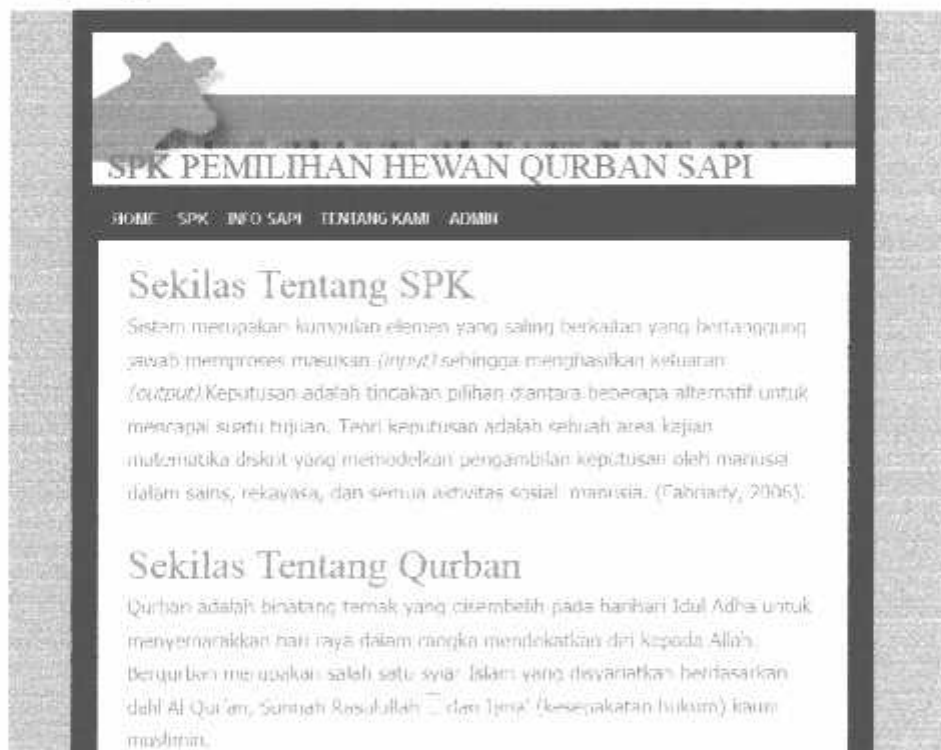 SPK PEMILIHAN HEWAN QURBAN SAPI
HOME SPK INFO SAPI TENTANG KAMI ADMIN
Sekilas Tentang SPK
Sistem merupakan kumpulan elemen yang saling berkaitan yang bertanggung
jawab memproses masukan (input) sehingga menghasilkan keluaran
(output).Keputusan adalah tindakan pilihan diantara beberapa alternatif untuk
mencapai suatu tujuan. Teori keputusan adalah sebuah area kajian
matematika diskrit yang memodelkan pengambilan keputusan oleh manusia
dalam sains, rekayasa, dan semua aktivitas sosial manusia. 2006).
Sekilas Tentang Qurban
Qurban adalah binatang ternak yang disembelih pada harihari Idul Adha untuk
menyemarakkan hari raya dalam rangka mendekatkan diri kepada Allah.
Berqurban merupakan salah satu syiar Islam yang disyariatkan berdasarkan
dalil Al Qur'an, Sunnah Rasulullah dan Ijma' (kesepakatan hukum) kaum
muslimin.